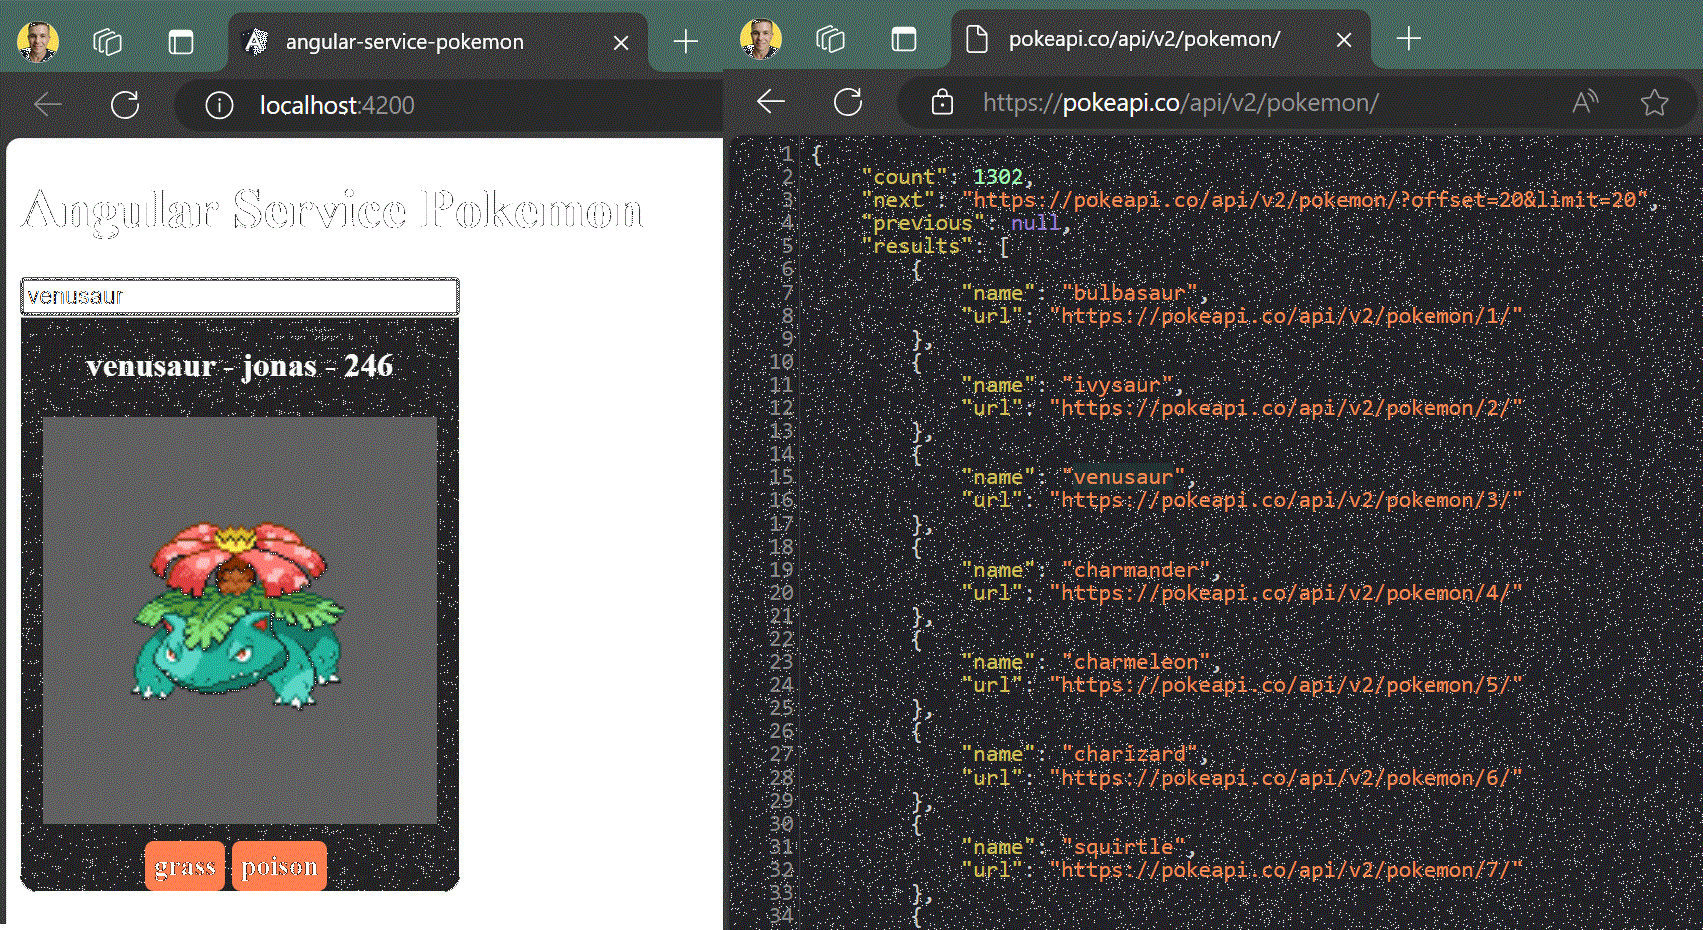 angular-service-pokemon
localhost:4200
Angular Service Pokemon
venusaur
venusaur - jonas - 246
grass poison
pokeapi.co/api/v2/pokemon/
https://pokeapi.co/api/v2/pokemon/
1 {
2 "count": 1302,
3 "next": "https://pokeapi.co/api/v2/pokemon/?offset=20&limit=20",
4 "previous": null,
5 "results": [
6 {
7 "name": "bulbasaur",
8 "url": "https://pokeapi.co/api/v2/pokemon/1/"
9 },
10 {
11 "name": "ivysaur",
12 "url": "https://pokeapi.co/api/v2/pokemon/2/"
13 },
14 {
15 "name": "venusaur",
16 "url": "https://pokeapi.co/api/v2/pokemon/3/"
17 },
18 {
19 "name": "charmander",
20 "url": "https://pokeapi.co/api/v2/pokemon/4/"
21 },
22 {
23 "name": "charmeleon",
24 "url": "https://pokeapi.co/api/v2/pokemon/5/"
25 },
26 {
27 "name": "charizard",
28 "url": "https://pokeapi.co/api/v2/pokemon/6/"
29 },
30 {
31 "name": "squirtle",
32 "url": "https://pokeapi.co/api/v2/pokemon/7/"
33 },
34 {